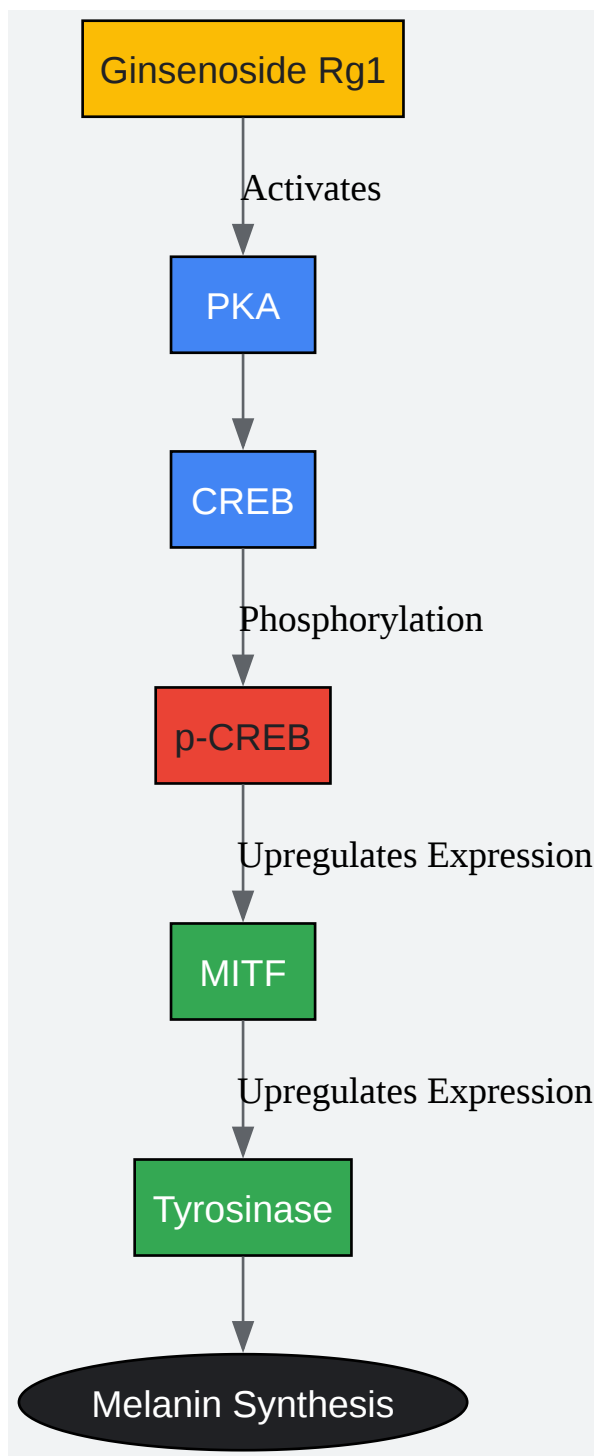 Ginsenoside Rg1
Activates
PKA
CREB
Phosphorylation
p-CREB
Upregulates Expression
MITF
Upregulates Expression
Tyrosinase
Melanin Synthesis